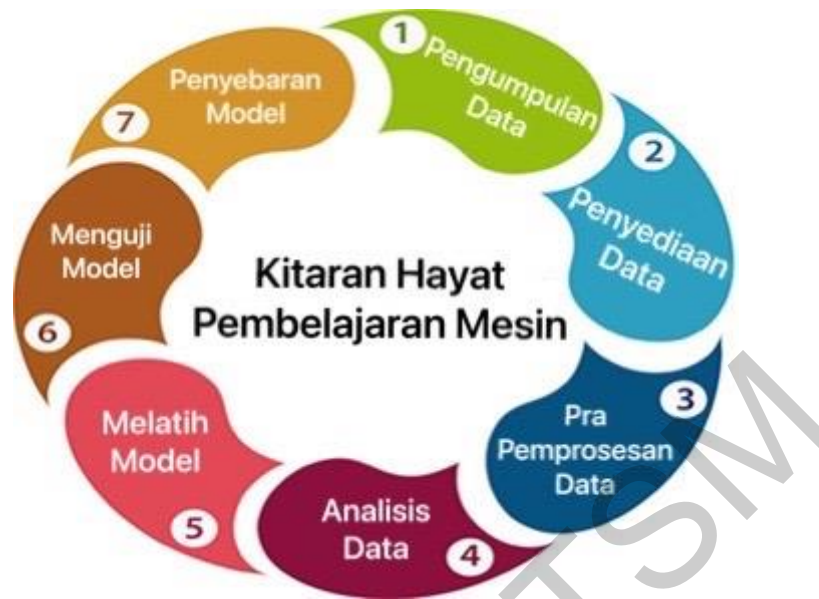 Kitaran Hayat
Pembelajaran Mesin
1
Pengumpulan
Data
2
Penyediaan
Data
3
Pra
Pemprosesan
Data
4
Analisis
Data
5
Melatih
Model
6
Menguji
Model
7
Penyebaran
Model
TSM